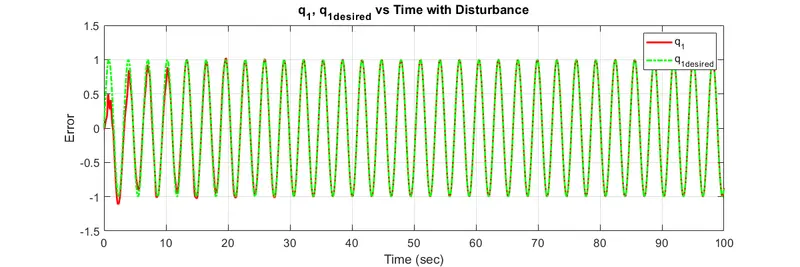 q1, q1desired vs Time with Disturbance
1.5
1
0.5
0
-0.5
-1
-1.5
Error
q1
q1desired
0 10 20 30 40 50 60 70 80 90 100
Time (sec)